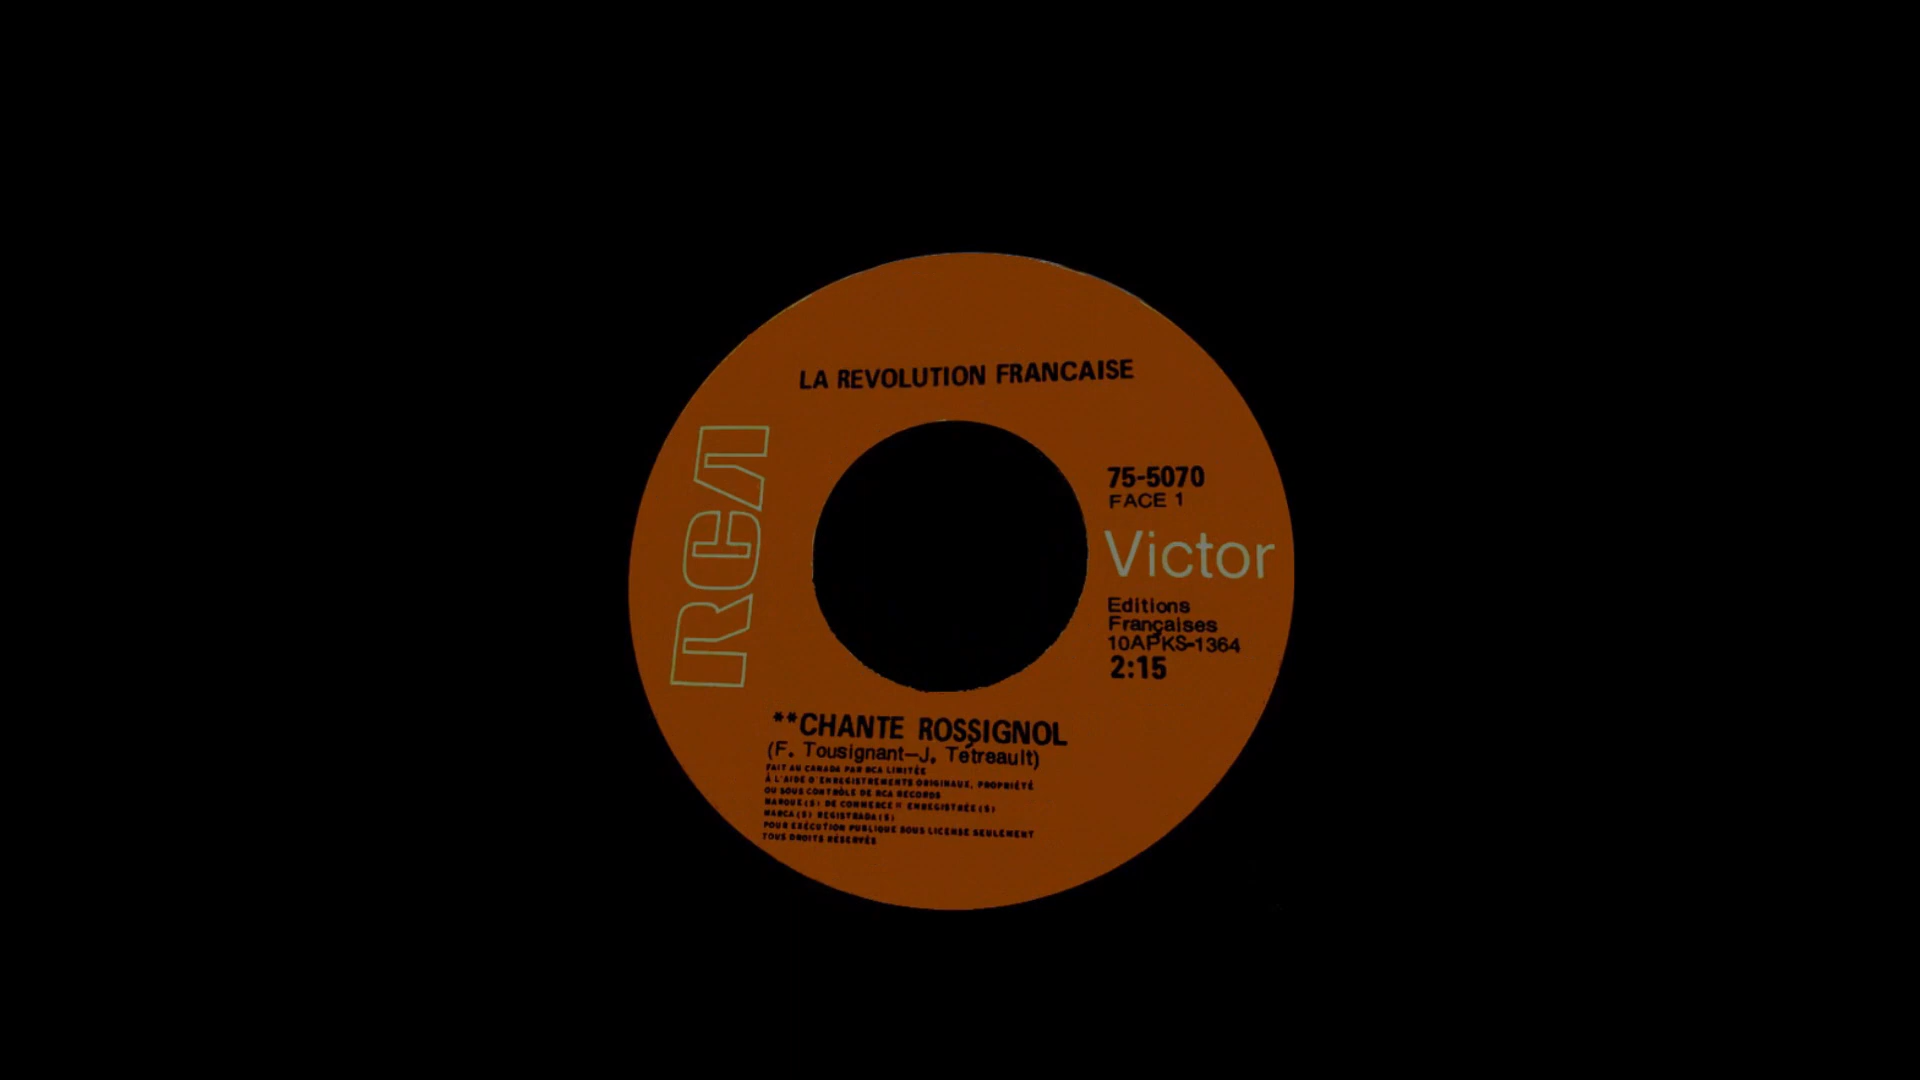 LA REVOLUTION FRANCAISE
RCA
75-5070
FACE 1
Victor
Editions
Françaises
10APKS-1364
2:15
**CHANTE ROSSIGNOL
(F. Tousignant-J. Tétreault)
FAIT AU CANADA PAR RCA LIMITÉE
À L'AIDE D'ENREGISTREMENTS ORIGINAUX, PROPRIÉTÉ
OU SOUS CONTRÔLE DE RCA RECORDS
MARQUE(S) DE COMMERCE ENREGISTRÉE(S)
MARCA(S) REGISTRADA(S)
POUR EXÉCUTION PUBLIQUE SOUS LICENSE SEULEMENT
TOUS DROITS RÉSERVÉS